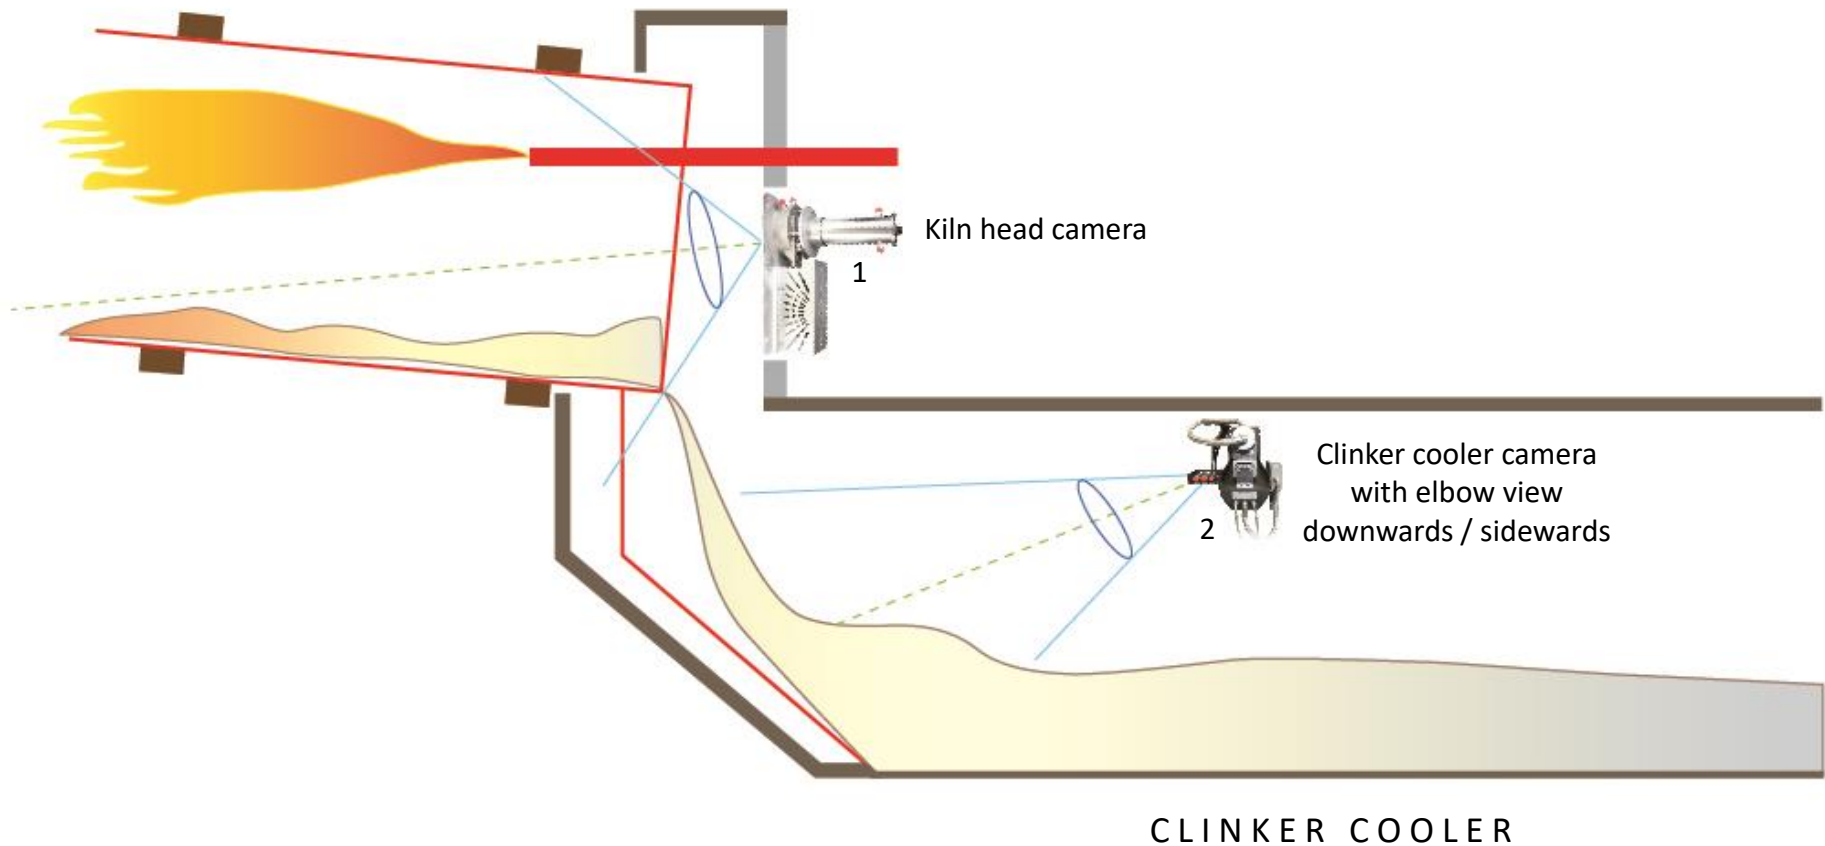 Kiln head camera
1
Clinker cooler camera
with elbow view
2
downwards / sidewards
CLINKER COOLER